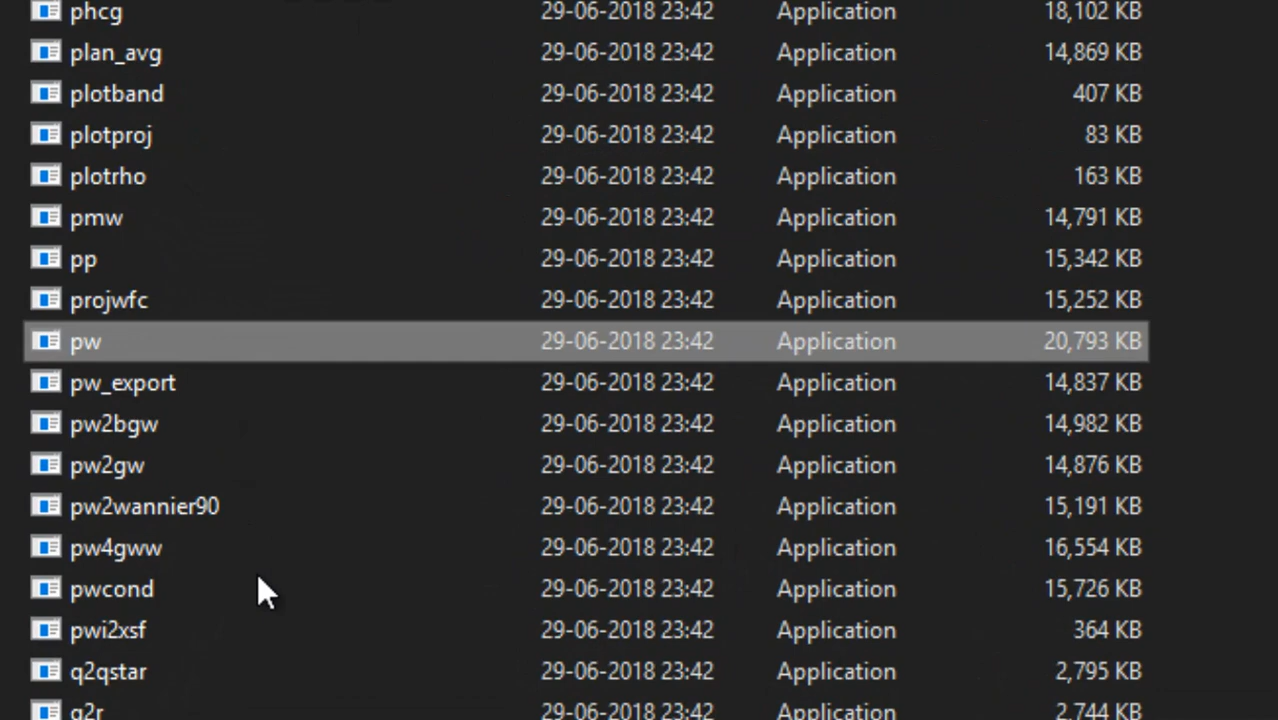 phcg 29-06-2018 23:42 Application 18,102 KB
plan_avg 29-06-2018 23:42 Application 14,869 KB
plotband 29-06-2018 23:42 Application 407 KB
plotproj 29-06-2018 23:42 Application 83 KB
plotrho 29-06-2018 23:42 Application 163 KB
pmw 29-06-2018 23:42 Application 14,791 KB
pp 29-06-2018 23:42 Application 15,342 KB
projwfc 29-06-2018 23:42 Application 15,252 KB
pw 29-06-2018 23:42 Application 20,793 KB
pw_export 29-06-2018 23:42 Application 14,837 KB
pw2bgw 29-06-2018 23:42 Application 14,982 KB
pw2gw 29-06-2018 23:42 Application 14,876 KB
pw2wannier90 29-06-2018 23:42 Application 15,191 KB
pw4gww 29-06-2018 23:42 Application 16,554 KB
pwcond 29-06-2018 23:42 Application 15,726 KB
pwi2xsf 29-06-2018 23:42 Application 364 KB
q2qstar 29-06-2018 23:42 Application 2,795 KB
q2r 29-06-2018 23:42 Application 2,744 KB